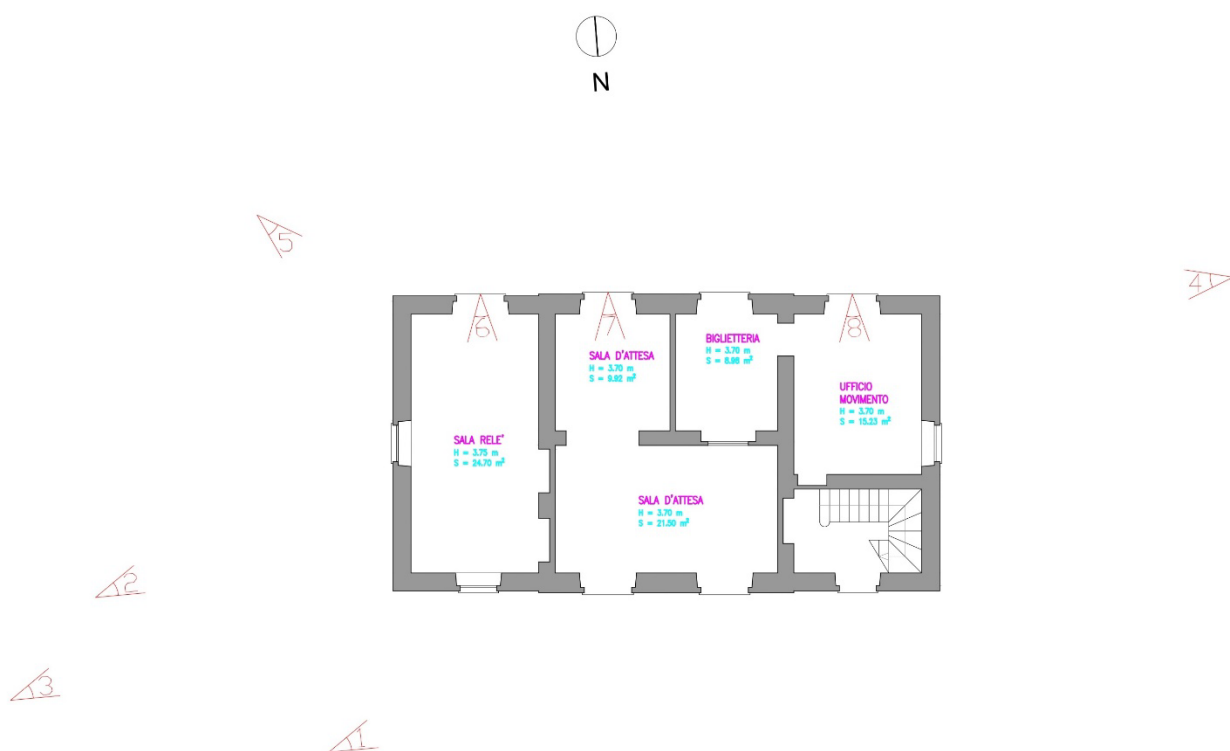 N
5
4
6
7
8
BIGLIETTERIA
H = 3.70 m
S = 6.98 m²
SALA D'ATTESA
H = 3.70 m
S = 9.92 m²
UFFICIO
MOVIMENTO
H = 3.70 m
S = 15.23 m²
SALA RELE'
H = 3.75 m
S = 24.70 m²
SALA D'ATTESA
H = 3.70 m
S = 21.50 m²
2
3
1